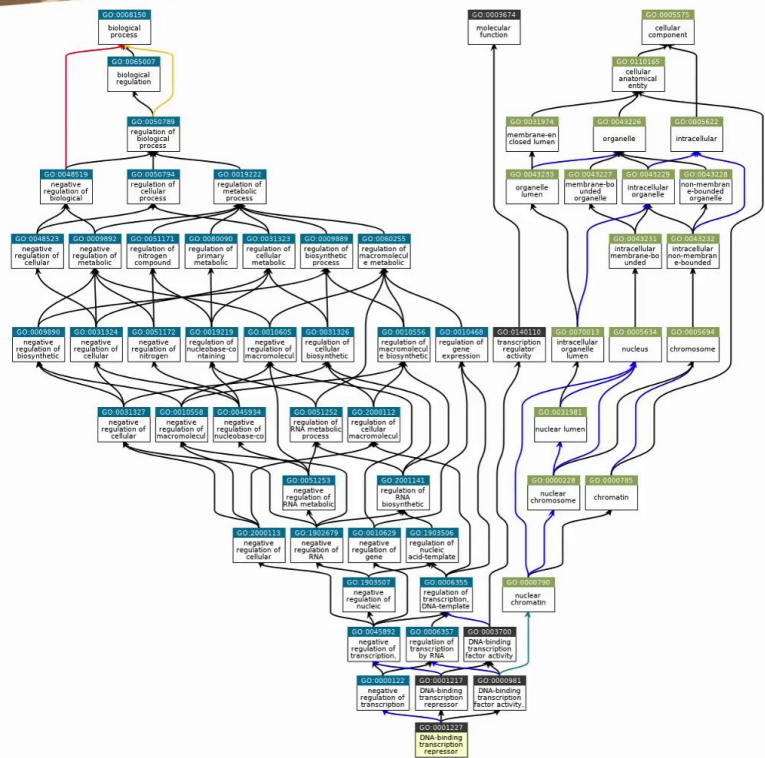 GO:0008150
biological
process
GO:0003674
molecular
function
GO:0005575
cellular
component
GO:0065007
biological
regulation
GO:0110165
cellular
anatomical
entity
GO:0050789
regulation of
biological
process
GO:0031974
membrane-en
closed lumen
GO:0043226
organelle
GO:0005622
intracellular
GO:0048519
negative
regulation of
biological
GO:0050794
regulation of
cellular
process
GO:0019222
regulation of
metabolic
process
GO:0043233
organelle
lumen
GO:0043227
membrane-bo
unded
organelle
GO:0043229
intracellular
organelle
GO:0043228
non-membran
e-bounded
organelle
GO:0048523
negative
regulation of
cellular
GO:0009892
negative
regulation of
metabolic
GO:0051171
regulation of
nitrogen
compound
GO:0080090
regulation of
primary
metabolic
GO:0031323
regulation of
cellular
metabolic
GO:0009889
regulation of
biosynthetic
process
GO:0060255
regulation of
macromolecul
e metabolic
GO:0043231
intracellular
membrane-bo
unded
GO:0043232
intracellular
non-membran
e-bounded
GO:0009890
negative
regulation of
biosynthetic
GO:0031324
negative
regulation of
cellular
GO:0051172
negative
regulation of
nitrogen
GO:0019219
regulation of
nucleobase-co
ntaining
GO:0010605
negative
regulation of
macromolecul
GO:0031326
regulation of
cellular
biosynthetic
GO:0010556
regulation of
macromolecul
e biosynthetic
GO:0010468
regulation of
gene
expression
GO:0140110
transcription
regulator
activity
GO:0070013
intracellular
organelle
lumen
GO:0005634
nucleus
GO:0005694
chromosome
GO:0031327
negative
regulation of
cellular
GO:0010558
negative
regulation of
macromolecul
GO:0045934
negative
regulation of
nucleobase-co
GO:0051252
regulation of
RNA metabolic
process
GO:2000112
regulation of
cellular
macromolecul
GO:0031981
nuclear lumen
GO:0051253
negative
regulation of
RNA metabolic
GO:2001141
regulation of
RNA
biosynthetic
GO:0000228
nuclear
chromosome
GO:0000785
chromatin
GO:2000113
negative
regulation of
cellular
GO:1902679
negative
regulation of
RNA
GO:0010629
negative
regulation of
gene
GO:1903506
regulation of
nucleic
acid-template
GO:1903507
negative
regulation of
nucleic
GO:0006355
regulation of
transcription,
DNA-template
GO:0000790
nuclear
chromatin
GO:0045892
negative
regulation of
transcription,
GO:0006357
regulation of
transcription
by RNA
GO:0003700
DNA-binding
transcription
factor activity
GO:0000122
negative
regulation of
transcription
GO:0001217
DNA-binding
transcription
repressor
GO:0000981
DNA-binding
transcription
factor activity,
GO:0001227
DNA-binding
transcription
repressor